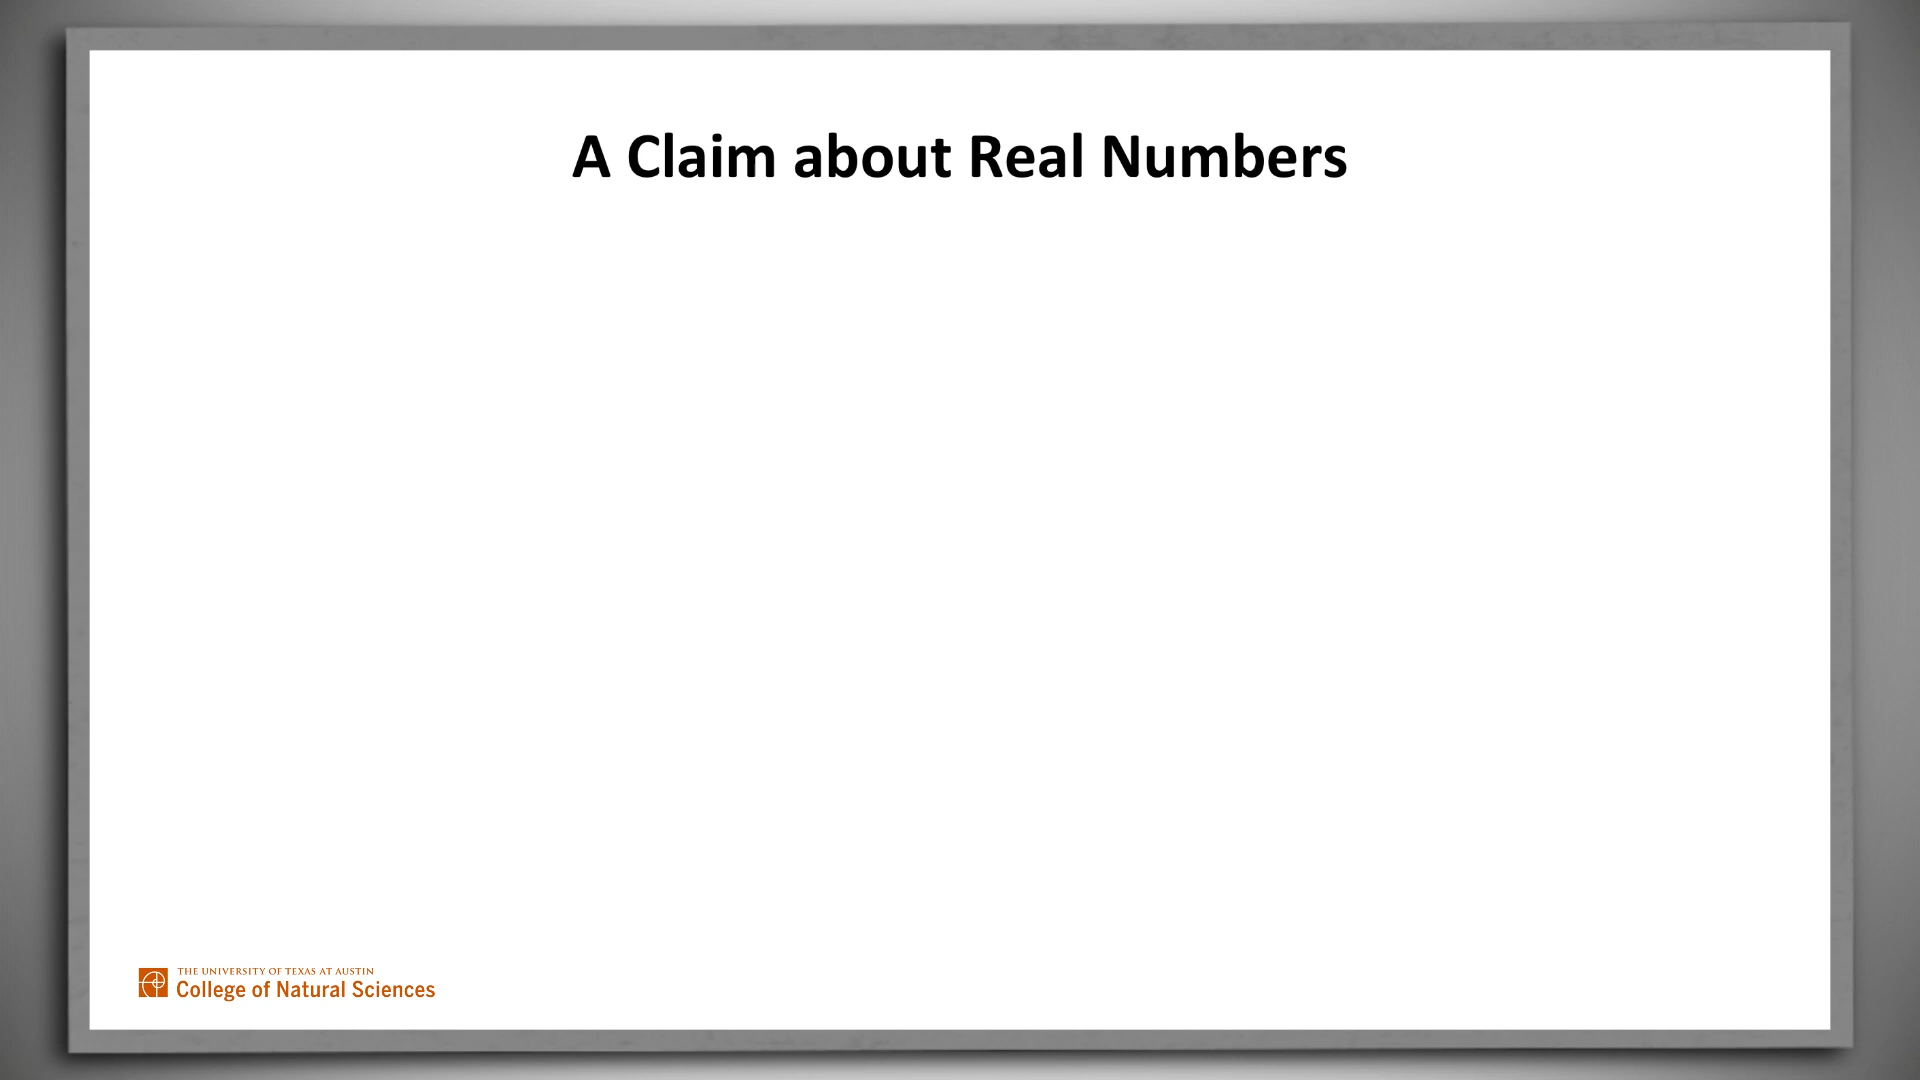 A Claim about Real Numbers
THE UNIVERSITY OF TEXAS AT AUSTIN
College of Natural Sciences